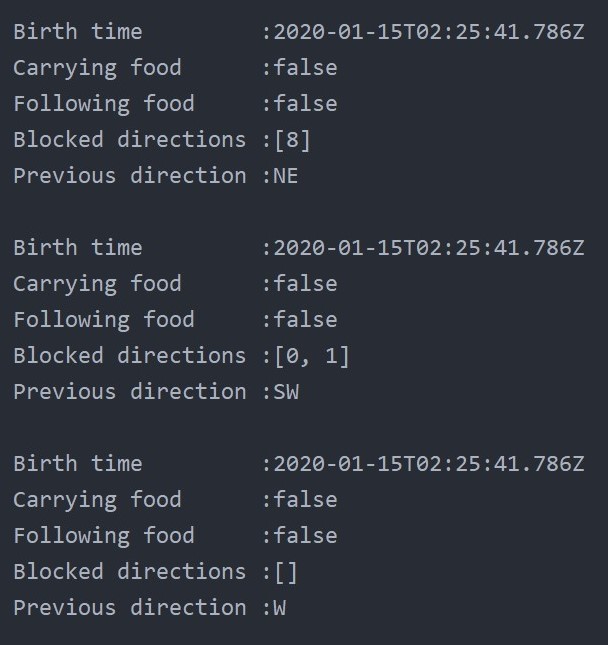 Birth time         :2020-01-15T02:25:41.786Z
Carrying food      :false
Following food     :false
Blocked directions :[8]
Previous direction :NE

Birth time         :2020-01-15T02:25:41.786Z
Carrying food      :false
Following food     :false
Blocked directions :[0, 1]
Previous direction :SW

Birth time         :2020-01-15T02:25:41.786Z
Carrying food      :false
Following food     :false
Blocked directions :[]
Previous direction :W